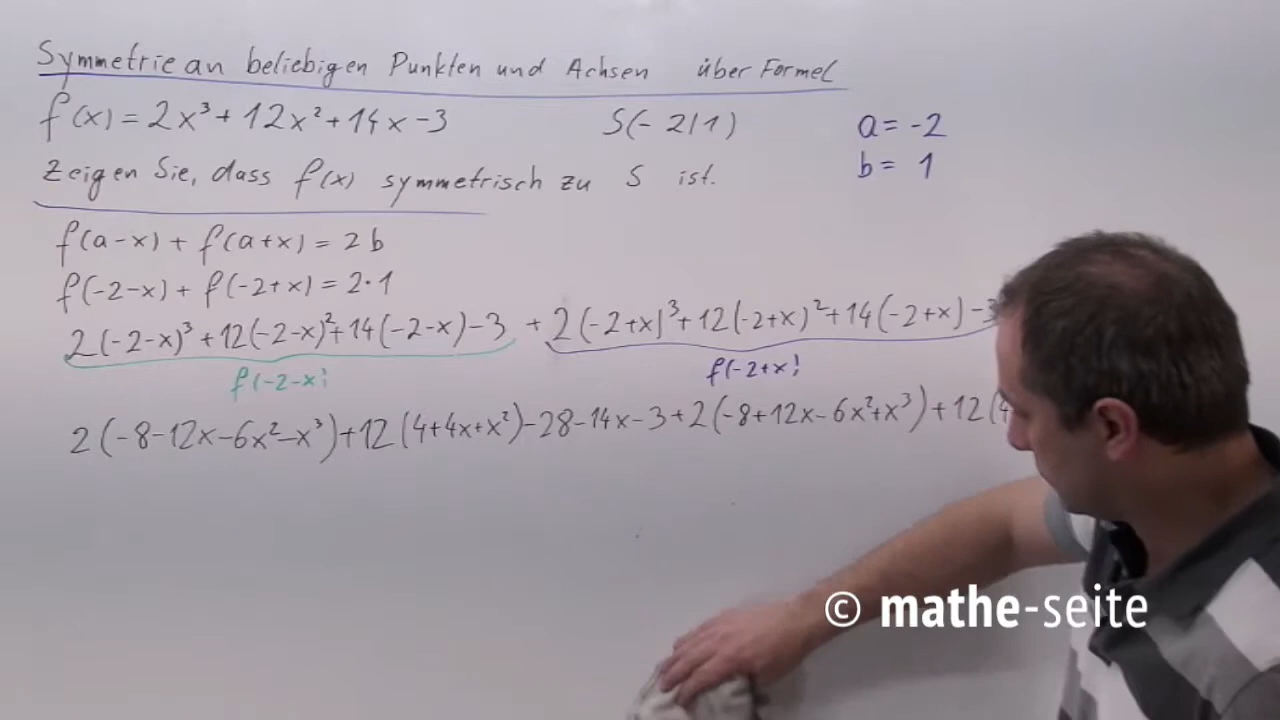 Symmetrie an beliebigen Punkten und Achsen über Formel
f(x) = 2x³ + 12x² + 14x - 3 S(-2|1) a = -2
b = 1
Zeigen Sie, dass f(x) symmetrisch zu S ist.
f(a-x) + f(a+x) = 2b
f(-2-x) + f(-2+x) = 2·1
2(-2-x)³ + 12(-2-x)² + 14(-2-x) - 3 + 2(-2+x)³ + 12(-2+x)² + 14(-2+x) - 3
f(-2-x) f(-2+x)
2(-8-12x-6x²-x³) + 12(4+4x+x²) - 28 - 14x - 3 + 2(-8+12x-6x²+x³) + 12(4
© mathe-seite